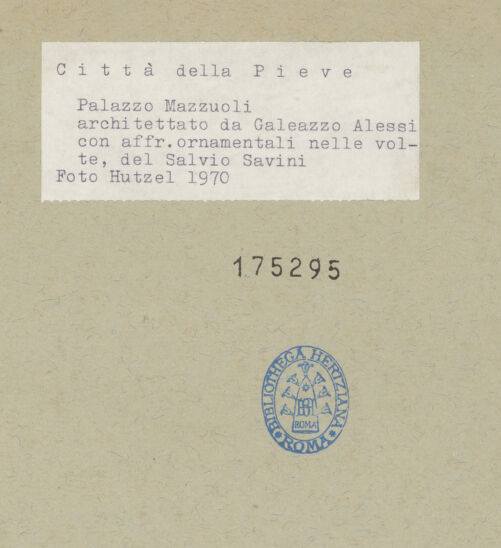 Città della Pieve
Palazzo Mazzuoli
architettato da Galeazzo Alessi
con affr.ornamentali nelle vol-
te, del Salvio Savini
Foto Hutzel 1970
175295
BIBLIOTHECA HERTZIANA
ROMA
ROMA